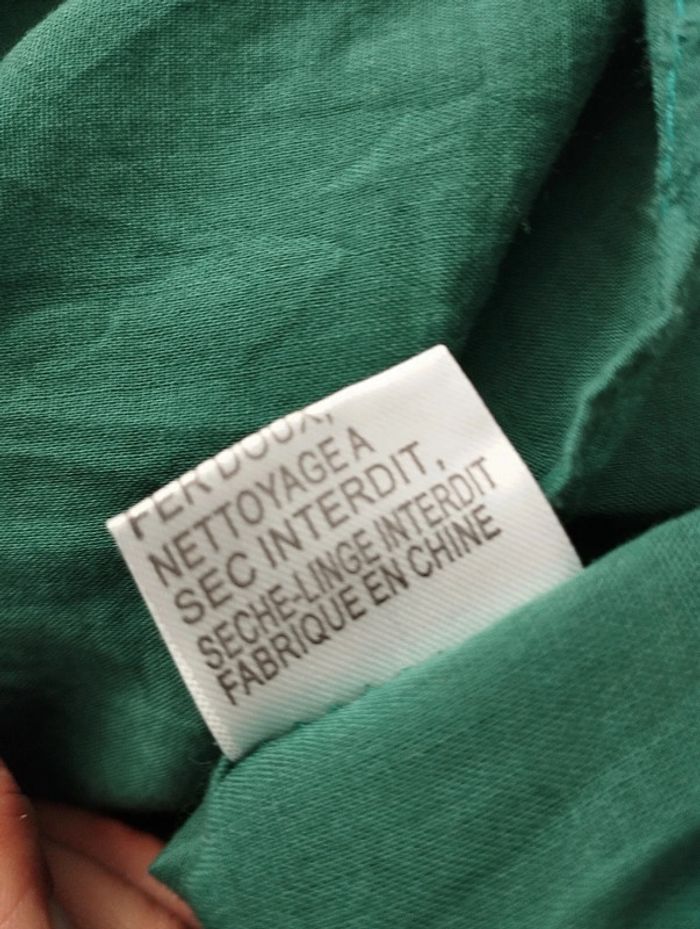 FER DOUX,
NETTOYAGE A
SEC INTERDIT,
SECHE-LINGE INTERDIT
FABRIQUE EN CHINE